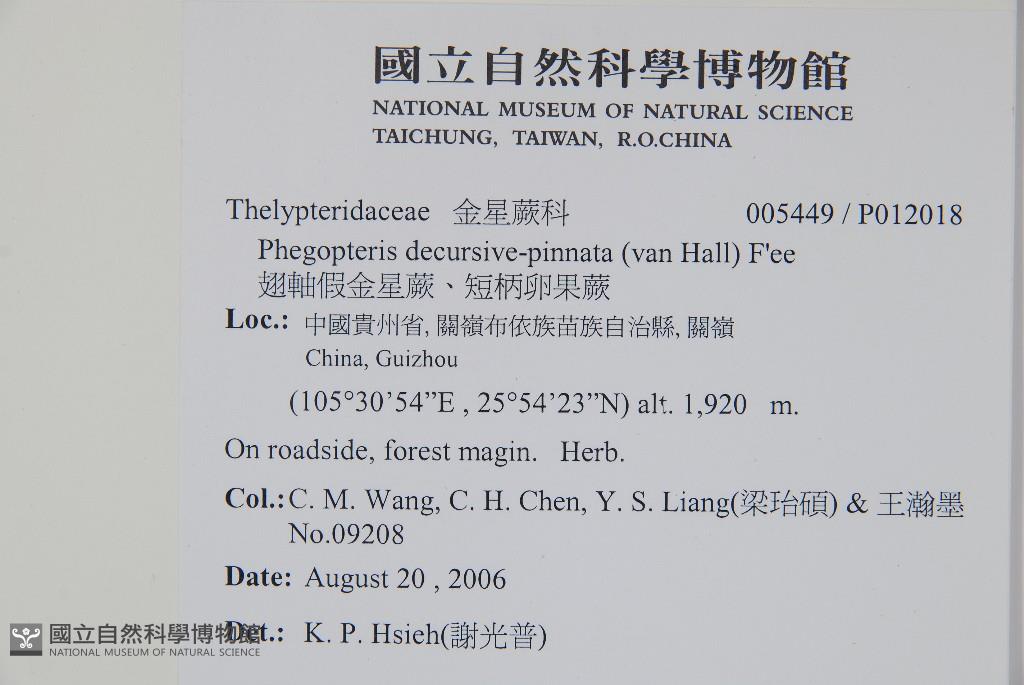 國立自然科學博物館
NATIONAL MUSEUM OF NATURAL SCIENCE
TAICHUNG, TAIWAN, R.O.CHINA
Thelypteridaceae 金星蕨科 005449 / P012018
Phegopteris decursive-pinnata (van Hall) F'ee
翅軸假金星蕨、短柄卵果蕨
Loc.: 中國貴州省, 關嶺布依族苗族自治縣, 關嶺
China, Guizhou
(105°30’54”E , 25°54’23”N) alt. 1,920 m.
On roadside, forest magin. Herb.
Col.: C. M. Wang, C. H. Chen, Y. S. Liang(梁珆碩) & 王瀚墨
No.09208
Date: August 20 , 2006
Det.: K. P. Hsieh(謝光普)
國立自然科學博物館
NATIONAL MUSEUM OF NATURAL SCIENCE